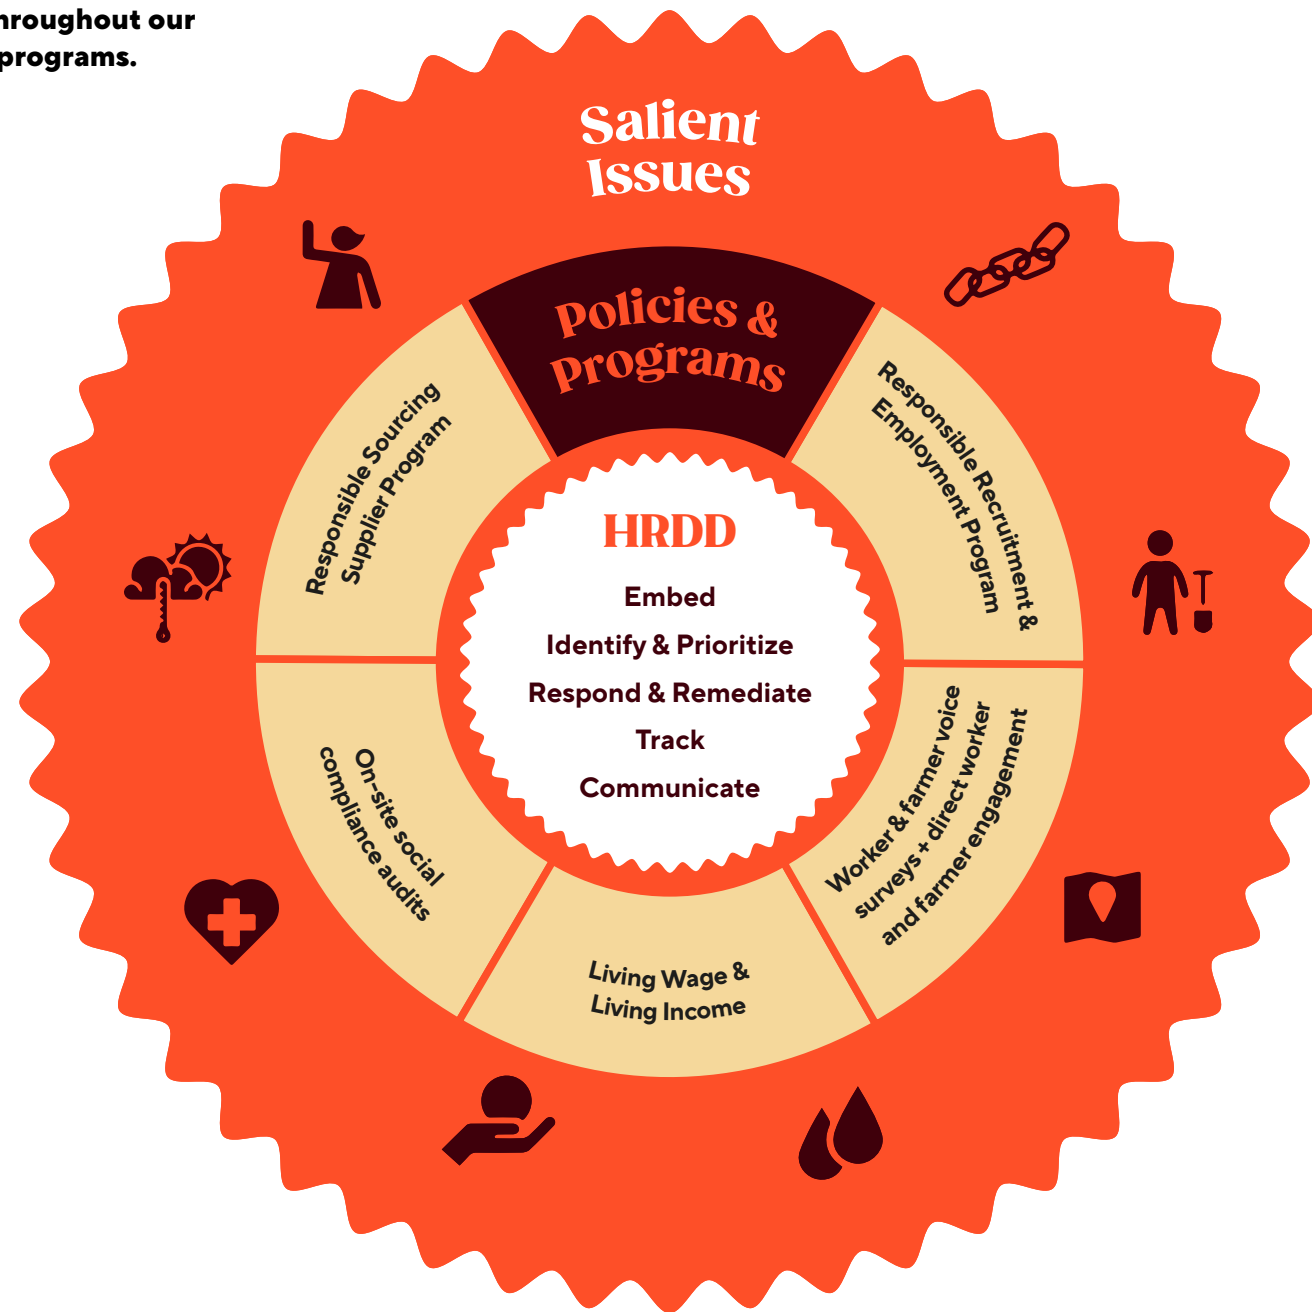 hroughout our
programs.
Salient
Issues
Policies &
Programs
Responsible Recruitment &
Employment Program
Worker & farmer voice
surveys + direct worker
and farmer engagement
Living Wage &
Living Income
On-site social
compliance audits
Responsible Sourcing
Supplier Program
HRDD
Embed
Identify & Prioritize
Respond & Remediate
Track
Communicate